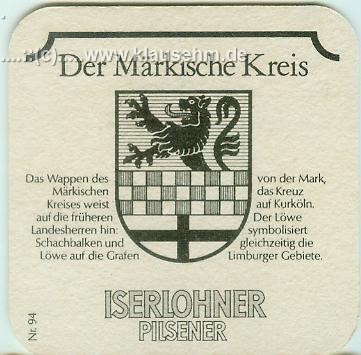 (c) www.klausehm.de
Der Märkische Kreis
Das Wappen des
Märkischen
Kreises weist
auf die früheren
Landesherren hin:
Schachbalken und
Löwe auf die Grafen
von der Mark,
das Kreuz
auf Kurköln.
Der Löwe
symbolisiert
gleichzeitig die
Limburger Gebiete.
Nr. 94
ISERLOHNER
PILSENER